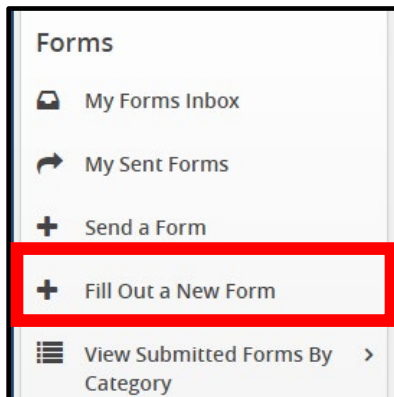 Forms
My Forms Inbox
My Sent Forms
Send a Form
Fill Out a New Form
View Submitted Forms By
Category